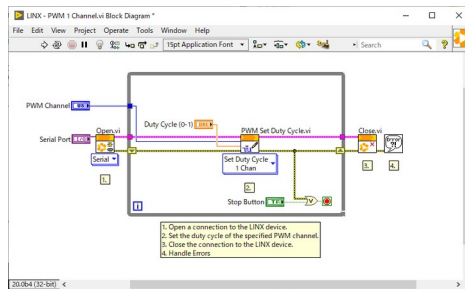 LINX - PWM 1 Channel.vi Block Diagram *
File Edit View Project Operate Tools Window Help
15pt Application Font
Search
PWM Channel
U8
Duty Cycle (0-1)
DBL
Serial Port
Open.vi
PWM Set Duty Cycle.vi
Close.vi
Error
?!
Serial
Set Duty Cycle
1 Chan
1.
2.
3.
4.
Stop Button
TF
i
1. Open a connection to the LINX device.
2. Set the duty cycle of the specified PWM channel.
3. Close the connection to the LINX device.
4. Handle Errors
20.0b4 (32-bit)